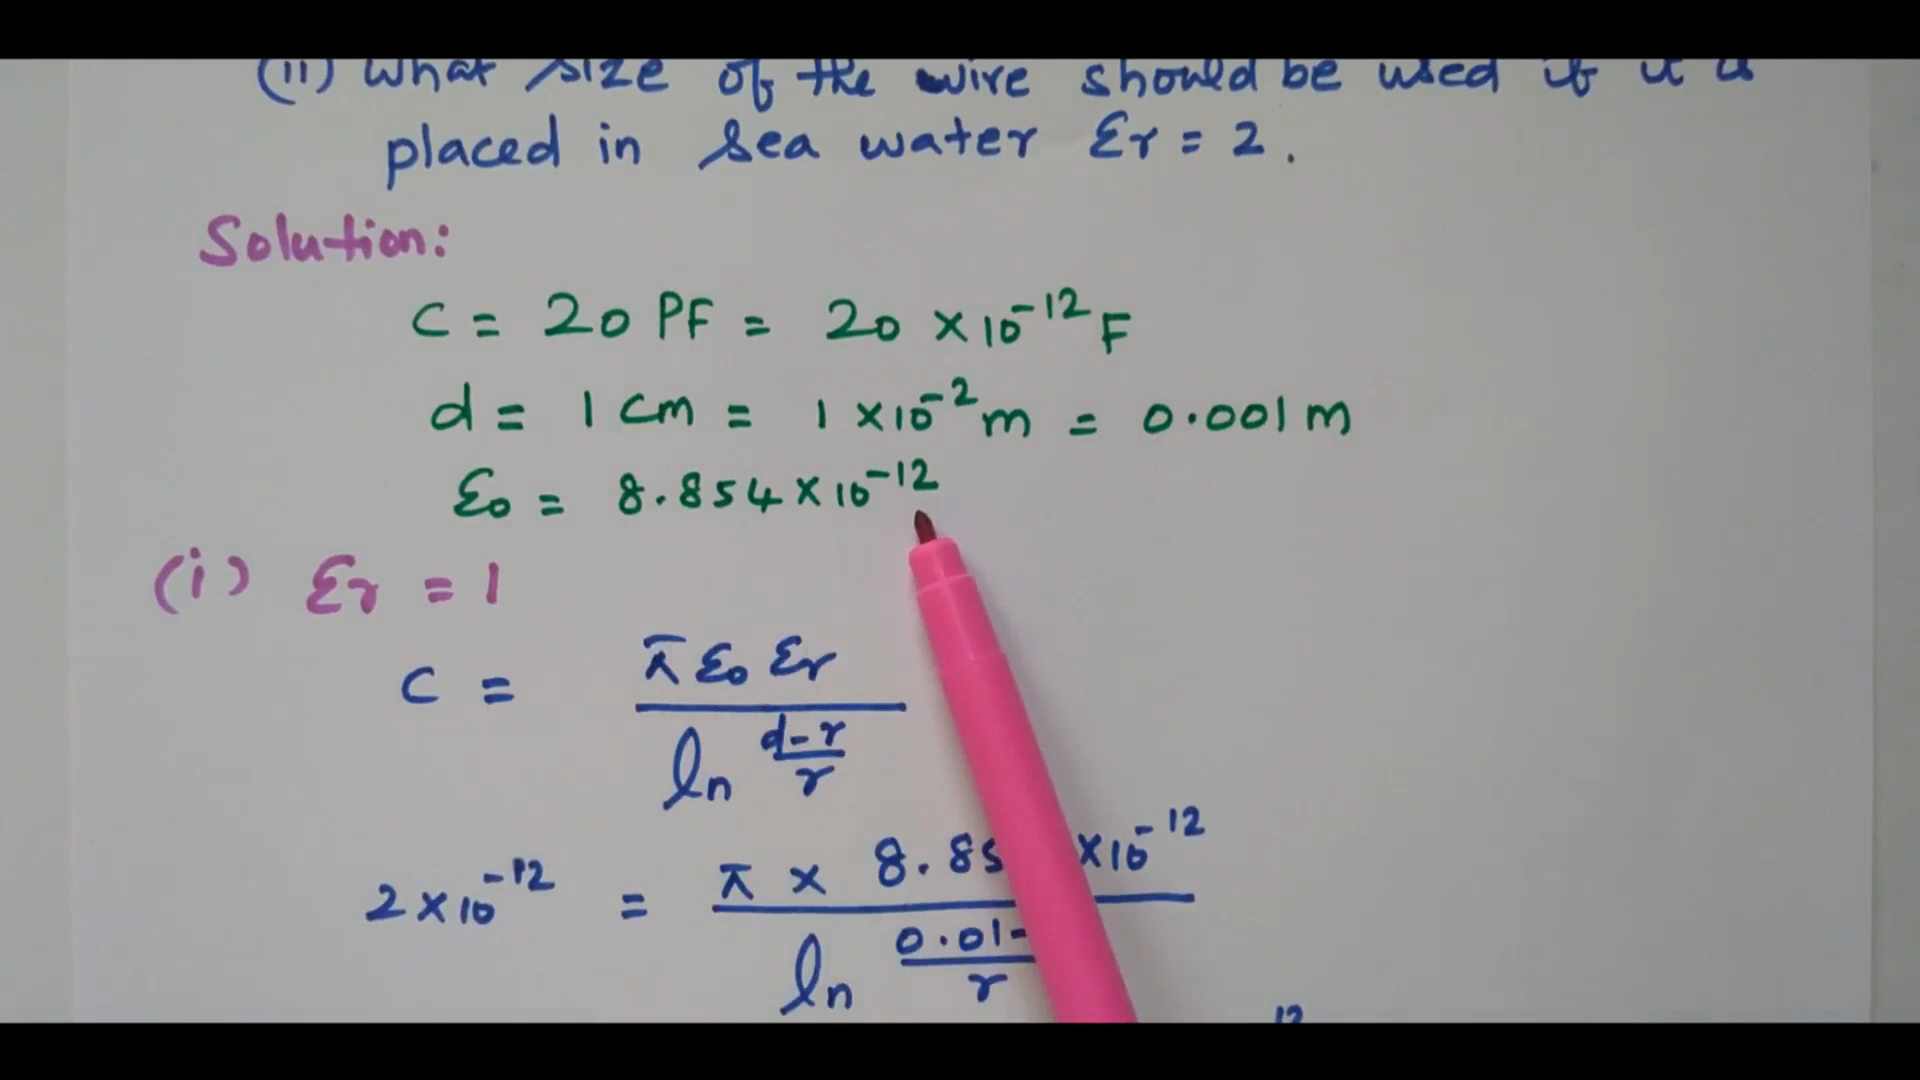 (ii) What size of the wire should be used if it is
placed in sea water εr = 2.
Solution:
C = 20 PF = 20 × 10⁻¹² F
d = 1 cm = 1 × 10⁻² m = 0.001 m
ε₀ = 8.854 × 10⁻¹²
(i) εr = 1
C = π ε₀ εr
ln d-r
r
2 × 10⁻¹² = π × 8.85 × 10⁻¹²
ln 0.01-
r
12